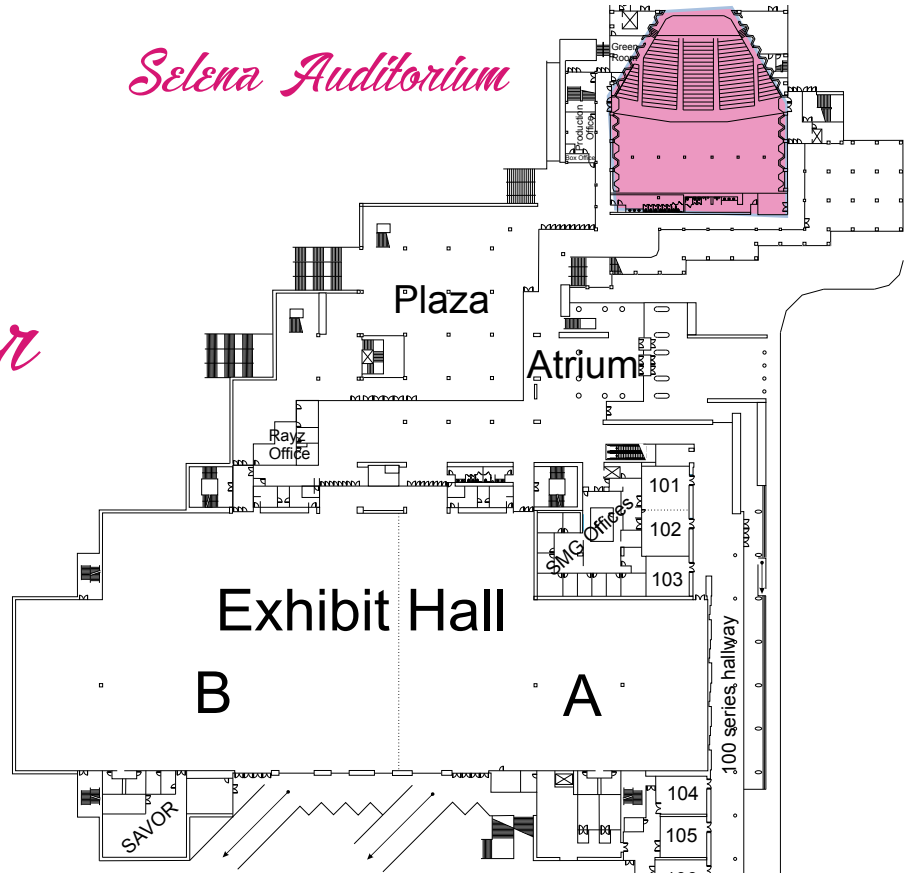 Selena Auditorium
Green
Room
Production
Office
Box Office
Plaza
Atrium
Rayz
Office
101
102
SMG Offices
103
Exhibit Hall
B
A
100 series hallway
104
SAVOR
105